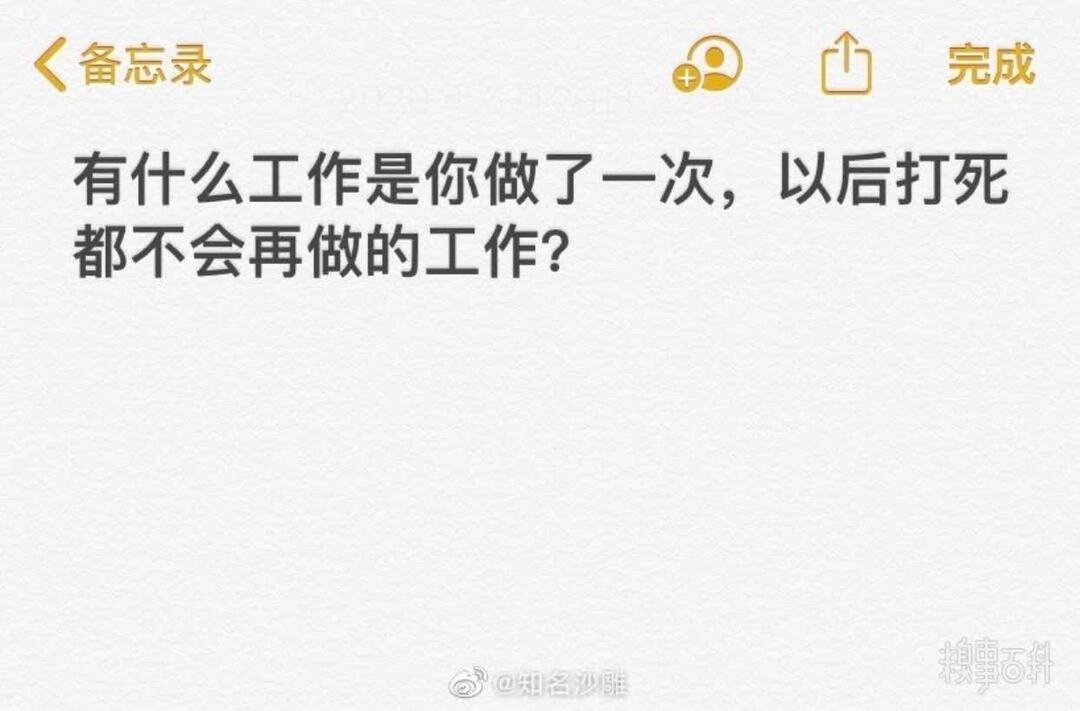 备忘录 完成
有什么工作是你做了一次，以后打死
都不会再做的工作？
@知名沙雕
糗事百科